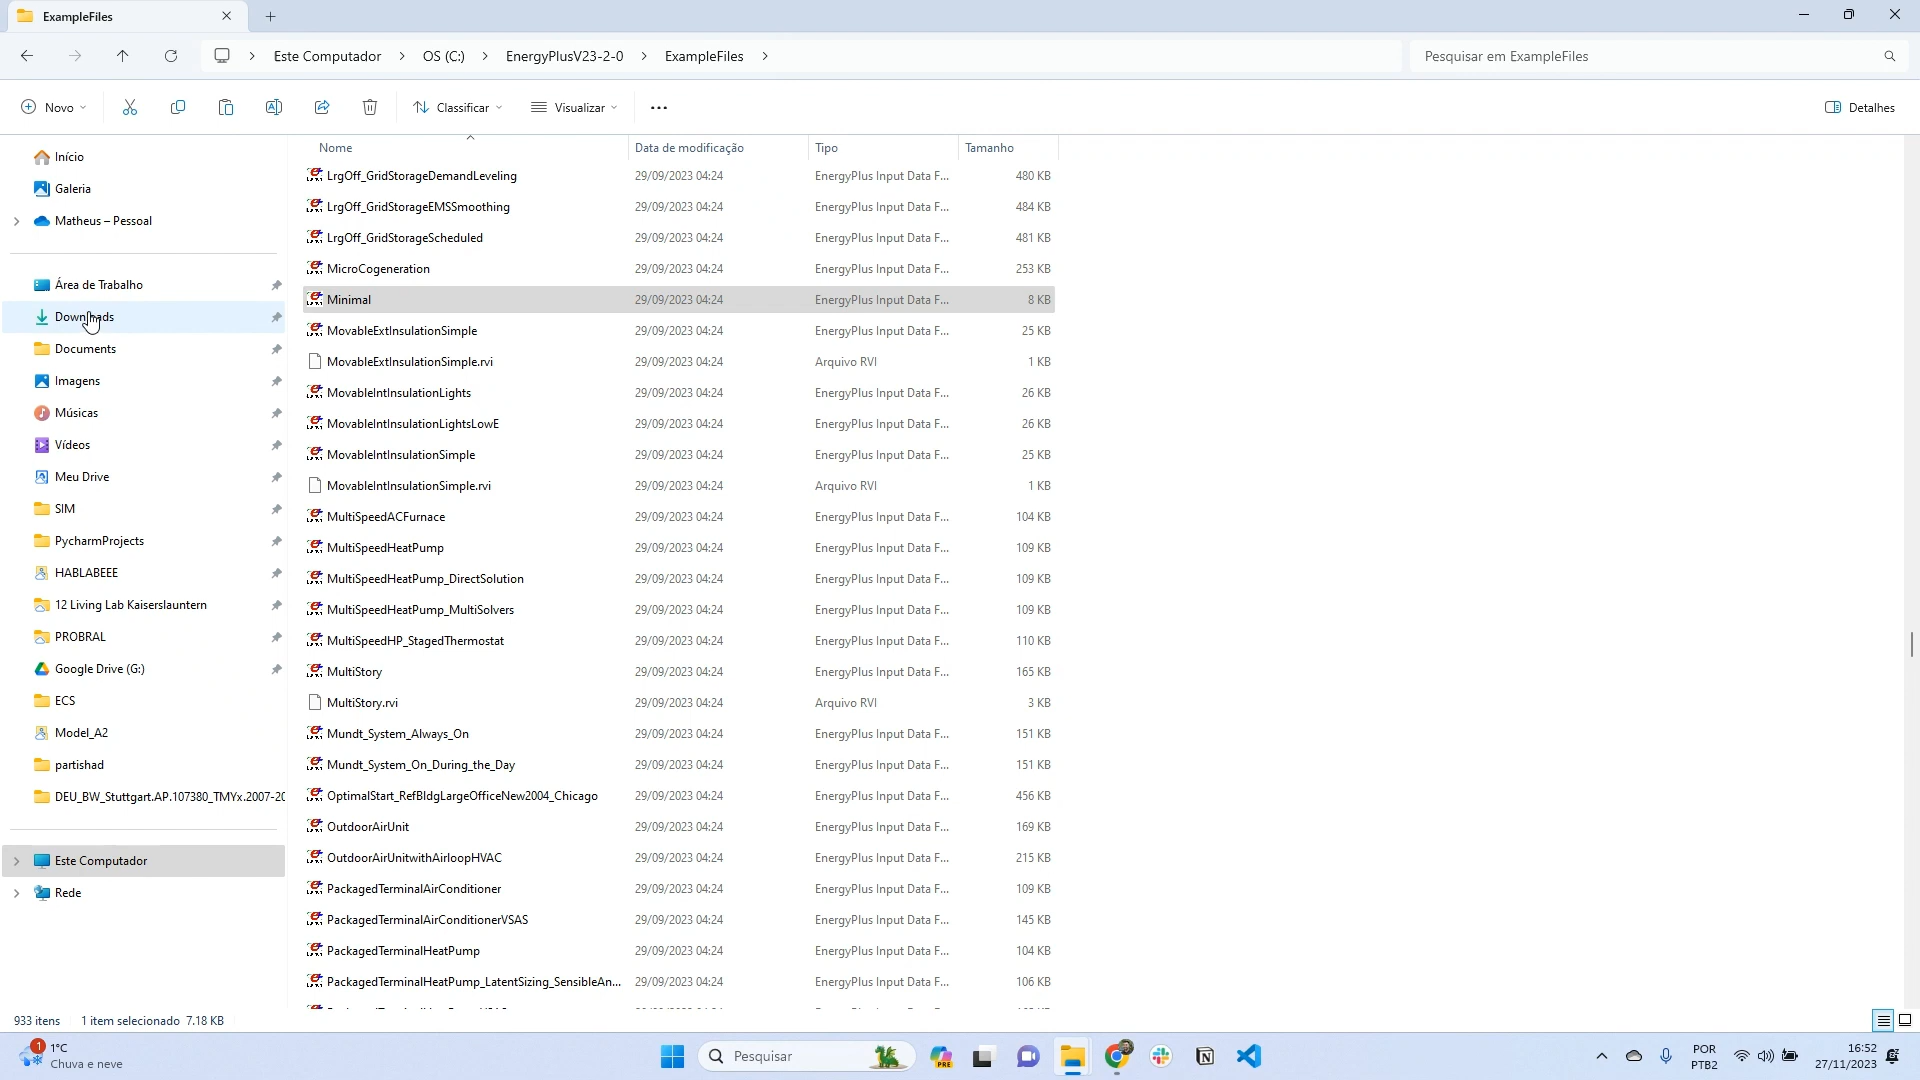 ExampleFiles
Este Computador > OS (C:) > EnergyPlusV23-2-0 > ExampleFiles >
Pesquisar em ExampleFiles
Novo
Classificar
Visualizar
Detalhes
Início
Galeria
Matheus – Pessoal
Área de Trabalho
Downloads
Documents
Imagens
Músicas
Vídeos
Meu Drive
SIM
PycharmProjects
HABLABEEE
12 Living Lab Kaiserslauntern
PROBRAL
Google Drive (G:)
ECS
Model_A2
partishad
DEU_BW_Stuttgart.AP.107380_TMYx.2007-20
Este Computador
Rede
Nome Data de modificação Tipo Tamanho
LrgOff_GridStorageDemandLeveling 29/09/2023 04:24 EnergyPlus Input Data F... 480 KB
LrgOff_GridStorageEMSSmoothing 29/09/2023 04:24 EnergyPlus Input Data F... 484 KB
LrgOff_GridStorageScheduled 29/09/2023 04:24 EnergyPlus Input Data F... 481 KB
MicroCogeneration 29/09/2023 04:24 EnergyPlus Input Data F... 253 KB
Minimal 29/09/2023 04:24 EnergyPlus Input Data F... 8 KB
MovableExtInsulationSimple 29/09/2023 04:24 EnergyPlus Input Data F... 25 KB
MovableExtInsulationSimple.rvi 29/09/2023 04:24 Arquivo RVI 1 KB
MovableIntInsulationLights 29/09/2023 04:24 EnergyPlus Input Data F... 26 KB
MovableIntInsulationLightsLowE 29/09/2023 04:24 EnergyPlus Input Data F... 26 KB
MovableIntInsulationSimple 29/09/2023 04:24 EnergyPlus Input Data F... 25 KB
MovableIntInsulationSimple.rvi 29/09/2023 04:24 Arquivo RVI 1 KB
MultiSpeedACFurnace 29/09/2023 04:24 EnergyPlus Input Data F... 104 KB
MultiSpeedHeatPump 29/09/2023 04:24 EnergyPlus Input Data F... 109 KB
MultiSpeedHeatPump_DirectSolution 29/09/2023 04:24 EnergyPlus Input Data F... 109 KB
MultiSpeedHeatPump_MultiSolvers 29/09/2023 04:24 EnergyPlus Input Data F... 109 KB
MultiSpeedHP_StagedThermostat 29/09/2023 04:24 EnergyPlus Input Data F... 110 KB
MultiStory 29/09/2023 04:24 EnergyPlus Input Data F... 165 KB
MultiStory.rvi 29/09/2023 04:24 Arquivo RVI 3 KB
Mundt_System_Always_On 29/09/2023 04:24 EnergyPlus Input Data F... 151 KB
Mundt_System_On_During_the_Day 29/09/2023 04:24 EnergyPlus Input Data F... 151 KB
OptimalStart_RefBldgLargeOfficeNew2004_Chicago 29/09/2023 04:24 EnergyPlus Input Data F... 456 KB
OutdoorAirUnit 29/09/2023 04:24 EnergyPlus Input Data F... 169 KB
OutdoorAirUnitwithAirloopHVAC 29/09/2023 04:24 EnergyPlus Input Data F... 215 KB
PackagedTerminalAirConditioner 29/09/2023 04:24 EnergyPlus Input Data F... 109 KB
PackagedTerminalAirConditionerVSAS 29/09/2023 04:24 EnergyPlus Input Data F... 145 KB
PackagedTerminalHeatPump 29/09/2023 04:24 EnergyPlus Input Data F... 104 KB
PackagedTerminalHeatPump_LatentSizing_SensibleAn... 29/09/2023 04:24 EnergyPlus Input Data F... 106 KB
933 itens 1 item selecionado 7.18 KB
1
1°C
Chuva e neve
Pesquisar
PRE
POR
PTB2
16:52
27/11/2023